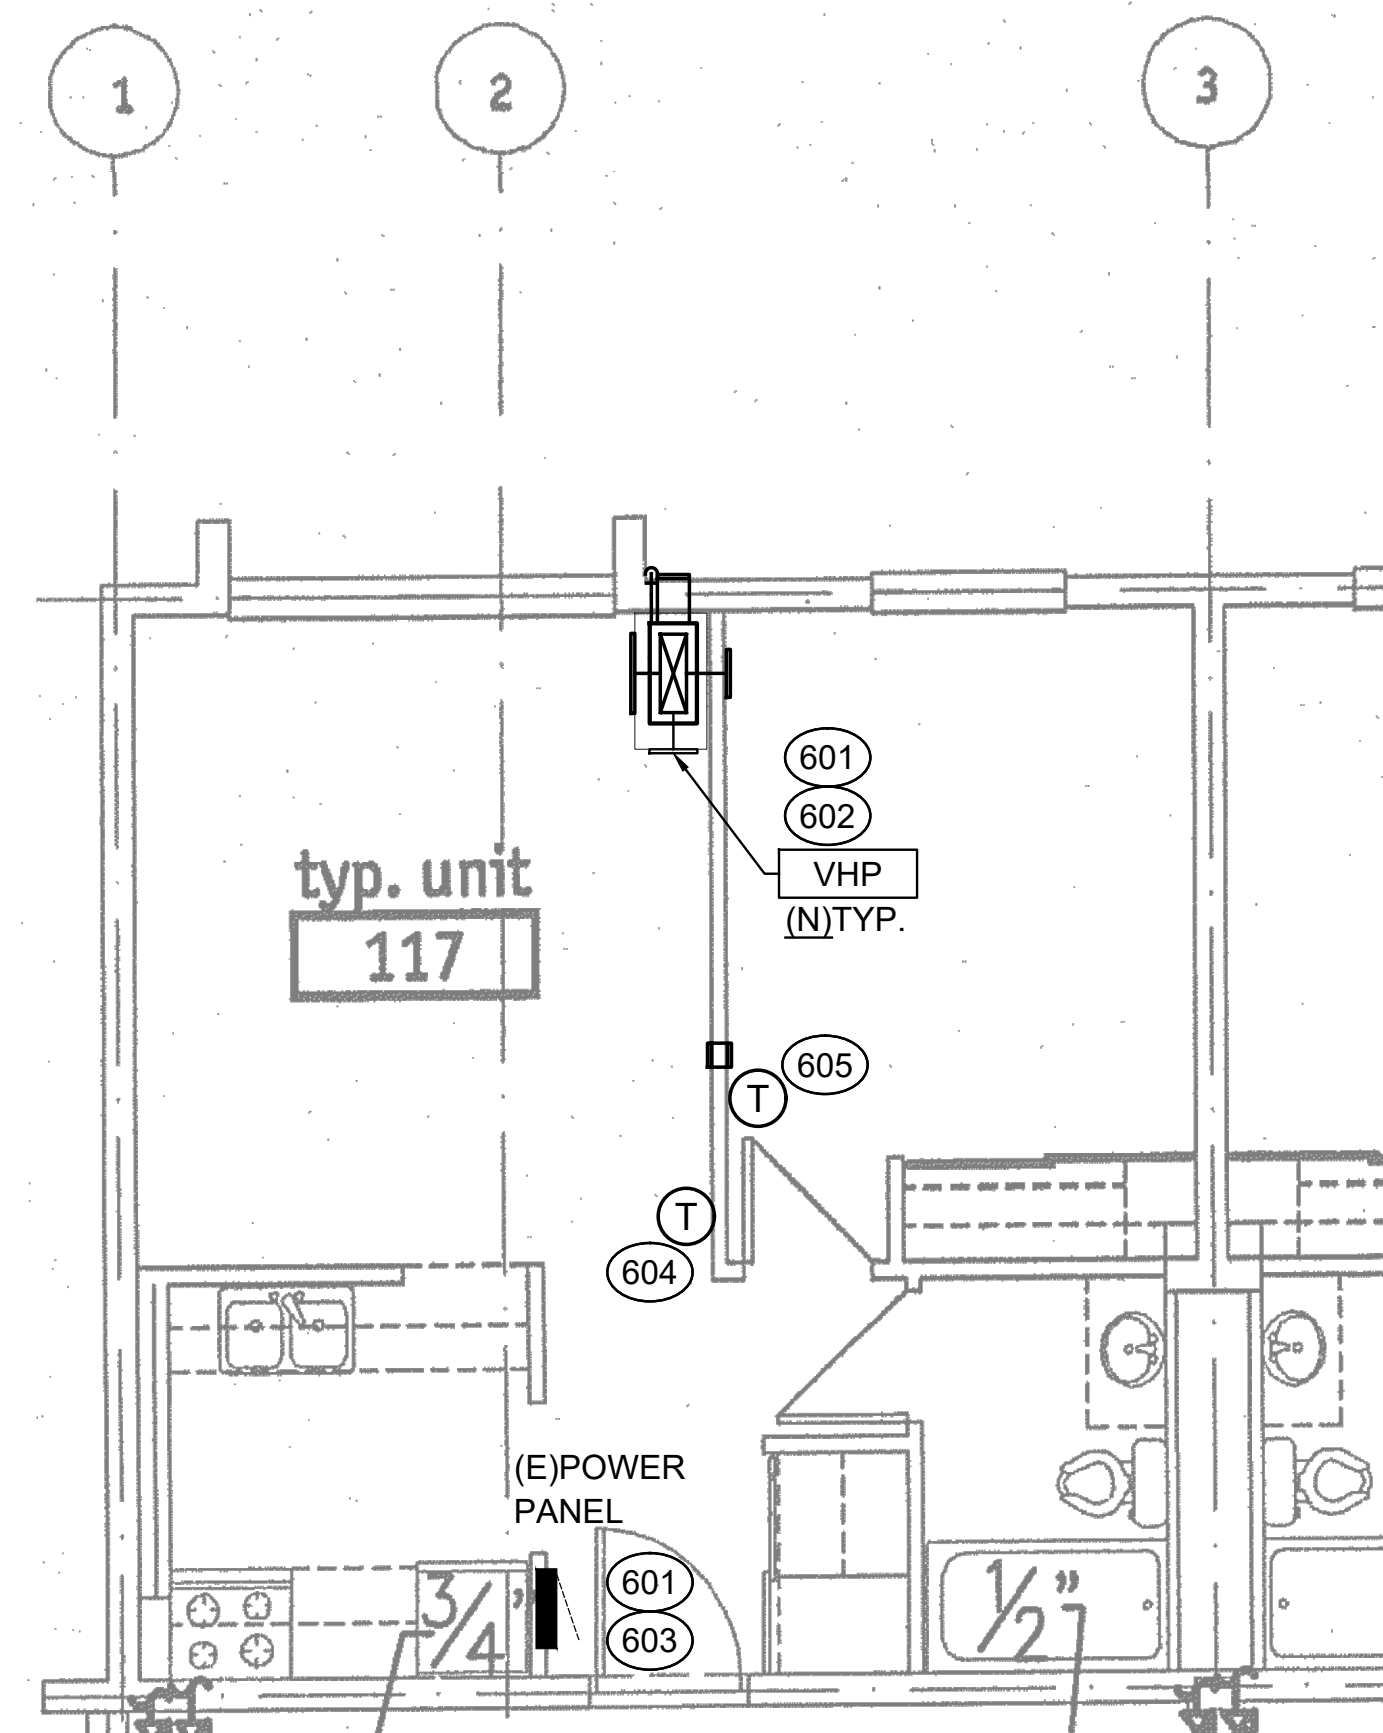 1
2
3
601
602
typ. unit
VHP
117
(N)TYP.
605
T
T
604
(E)POWER
PANEL
601
3/4"
1/2"
603